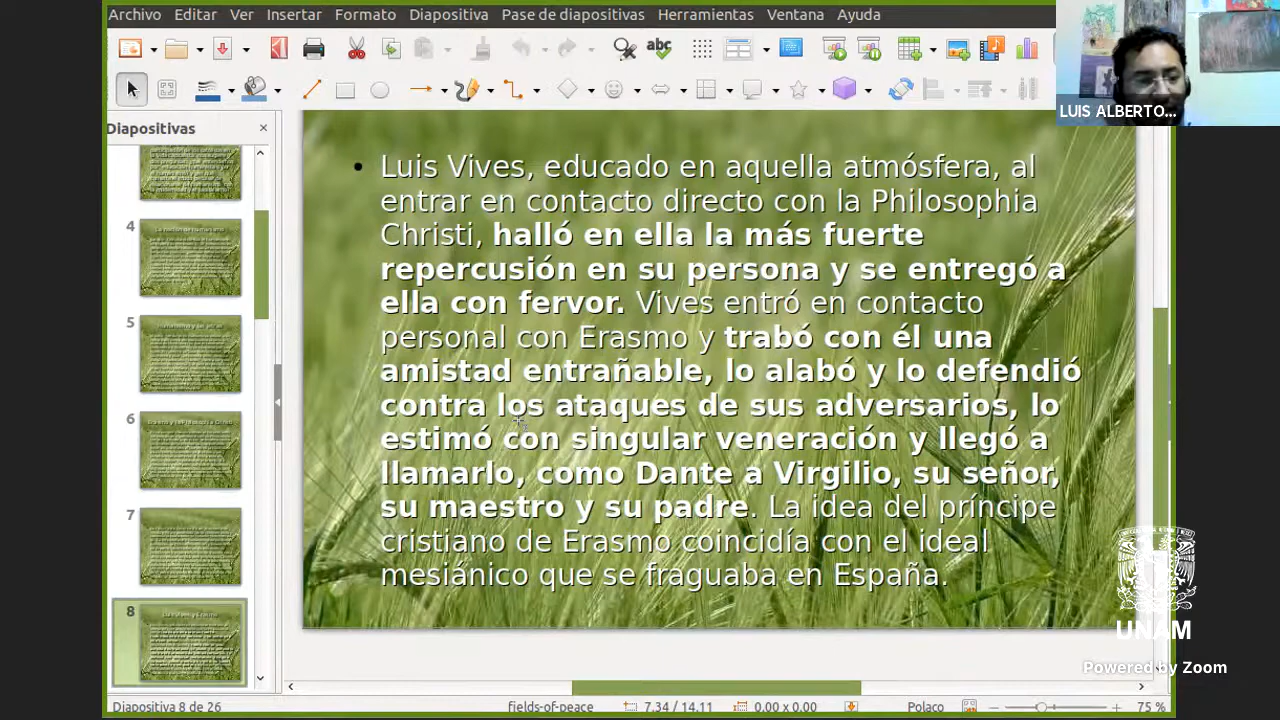 Archivo Editar Ver Insertar Formato Diapositiva Pase de diapositivas Herramientas Ventana Ayuda
abc
LUIS ALBERTO...
Diapositivas ×
4
5
6
7
8
• Luis Vives, educado en aquella atmósfera, al
entrar en contacto directo con la Philosophia
Christi, halló en ella la más fuerte
repercusión en su persona y se entregó a
ella con fervor. Vives entró en contacto
personal con Erasmo y trabó con él una
amistad entrañable, lo alabó y lo defendió
contra los ataques de sus adversarios, lo
estimó con singular veneración y llegó a
llamarlo, como Dante a Virgilio, su señor,
su maestro y su padre. La idea del príncipe
cristiano de Erasmo coincidía con el ideal
mesiánico que se fraguaba en España.
UNAM
Powered by Zoom
Diapositiva 8 de 26 fields-of-peace 7.34 / 14.11 0.00 x 0.00 Polaco 75 %